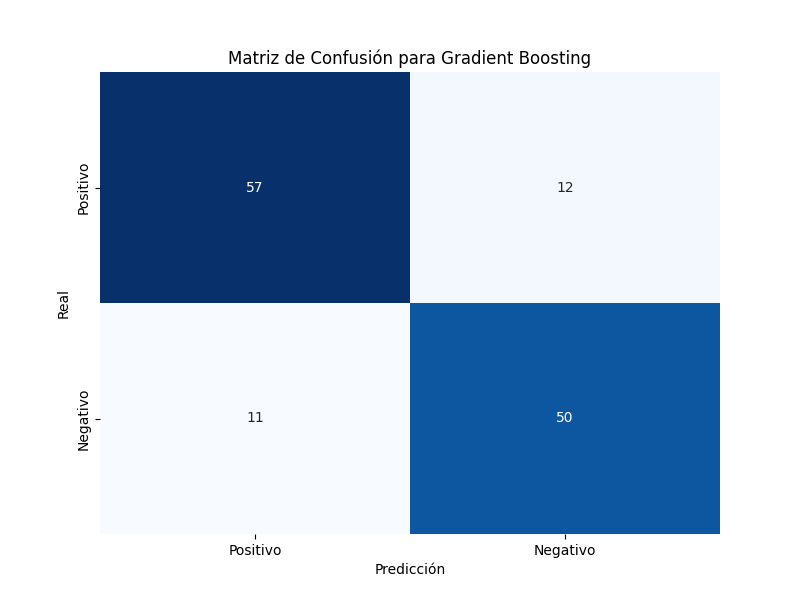 Matriz de Confusión para Gradient Boosting
Real
Positivo
57
12
Negativo
11
50
Positivo
Negativo
Predicción